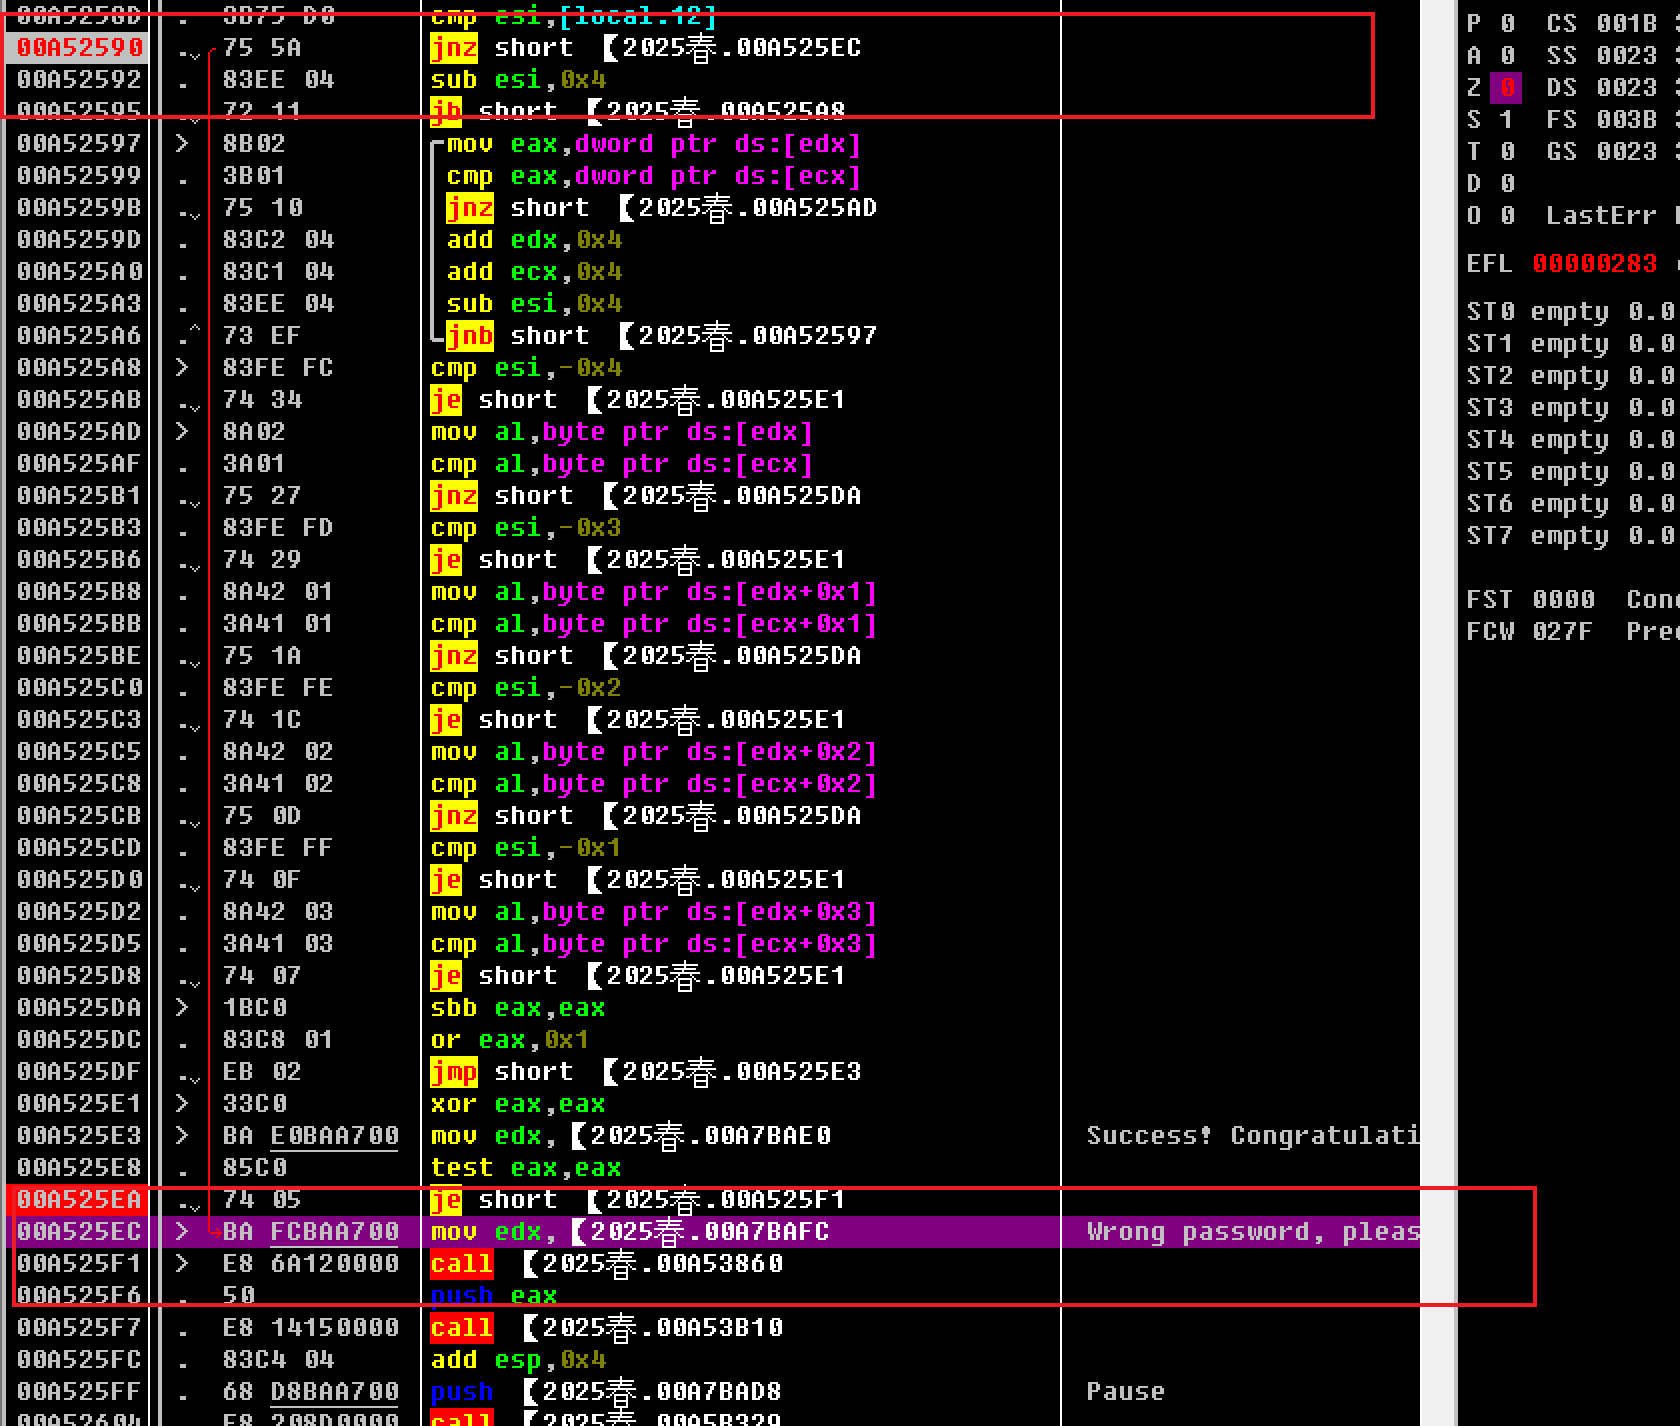 00A5258D . 3B75 D0 cmp esi,[local.12]
00A52590 . 75 5A jnz short 【2025春.00A525EC
00A52592 . 83EE 04 sub esi,0x4
00A52595 . 72 11 jb short 【2025春.00A525A8
00A52597 > 8B02 mov eax,dword ptr ds:[edx]
00A52599 . 3B01 cmp eax,dword ptr ds:[ecx]
00A5259B . 75 10 jnz short 【2025春.00A525AD
00A5259D . 83C2 04 add edx,0x4
00A525A0 . 83C1 04 add ecx,0x4
00A525A3 . 83EE 04 sub esi,0x4
00A525A6 .^ 73 EF jnb short 【2025春.00A52597
00A525A8 > 83FE FC cmp esi,-0x4
00A525AB . 74 34 je short 【2025春.00A525E1
00A525AD > 8A02 mov al,byte ptr ds:[edx]
00A525AF . 3A01 cmp al,byte ptr ds:[ecx]
00A525B1 . 75 27 jnz short 【2025春.00A525DA
00A525B3 . 83FE FD cmp esi,-0x3
00A525B6 . 74 29 je short 【2025春.00A525E1
00A525B8 . 8A42 01 mov al,byte ptr ds:[edx+0x1]
00A525BB . 3A41 01 cmp al,byte ptr ds:[ecx+0x1]
00A525BE . 75 1A jnz short 【2025春.00A525DA
00A525C0 . 83FE FE cmp esi,-0x2
00A525C3 . 74 1C je short 【2025春.00A525E1
00A525C5 . 8A42 02 mov al,byte ptr ds:[edx+0x2]
00A525C8 . 3A41 02 cmp al,byte ptr ds:[ecx+0x2]
00A525CB . 75 0D jnz short 【2025春.00A525DA
00A525CD . 83FE FF cmp esi,-0x1
00A525D0 . 74 0F je short 【2025春.00A525E1
00A525D2 . 8A42 03 mov al,byte ptr ds:[edx+0x3]
00A525D5 . 3A41 03 cmp al,byte ptr ds:[ecx+0x3]
00A525D8 . 74 07 je short 【2025春.00A525E1
00A525DA > 1BC0 sbb eax,eax
00A525DC . 83C8 01 or eax,0x1
00A525DF . EB 02 jmp short 【2025春.00A525E3
00A525E1 > 33C0 xor eax,eax
00A525E3 > BA E0BAA700 mov edx,【2025春.00A7BAE0 Success! Congratulati
00A525E8 . 85C0 test eax,eax
00A525EA . 74 05 je short 【2025春.00A525F1
00A525EC > BA FCBAA700 mov edx,【2025春.00A7BAFC Wrong password, pleas
00A525F1 > E8 6A120000 call 【2025春.00A53860
00A525F6 . 50 push eax
00A525F7 . E8 14150000 call 【2025春.00A53B10
00A525FC . 83C4 04 add esp,0x4
00A525FF . 68 D8BAA700 push 【2025春.00A7BAD8 Pause
00A52604 . E8 208D0000 call 【2025春.00A5B329
P 0 CS 001B
A 0 SS 0023
Z 0 DS 0023
S 1 FS 003B
T 0 GS 0023
D 0
O 0 LastErr
EFL 00000283
ST0 empty 0.0
ST1 empty 0.0
ST2 empty 0.0
ST3 empty 0.0
ST4 empty 0.0
ST5 empty 0.0
ST6 empty 0.0
ST7 empty 0.0
FST 0000 Con
FCW 027F Pre